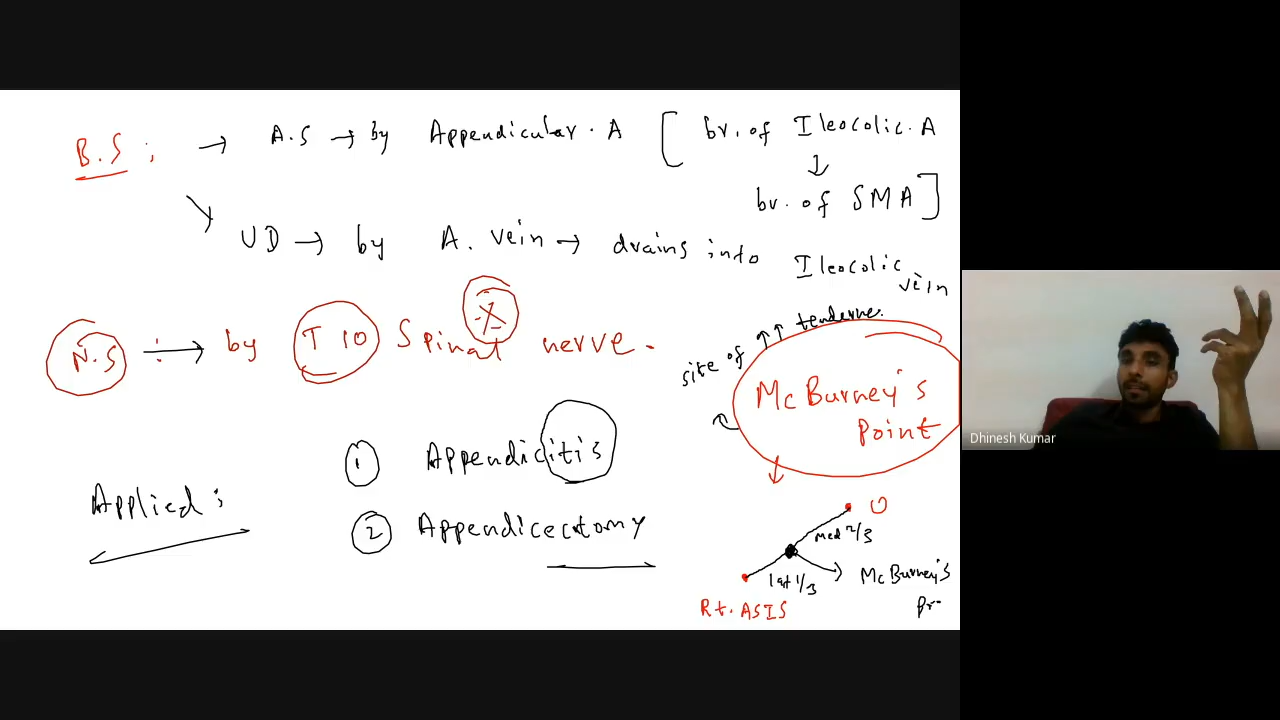 B.S : → A.S → by Appendicular. A [ br. of Ileocolic. A
↓
br. of SMA ]
VD → by A. vein → drains into Ileocolic vein
N.S : → by T 10 Spinal nerve.
site of ↑↑ tenderne.
McBurney's
point
Applied :
① Appendicitis
② Appendicectomy
U
med 2/3
lat 1/3
McBurney's
Rt. ASIS
Dhinesh Kumar